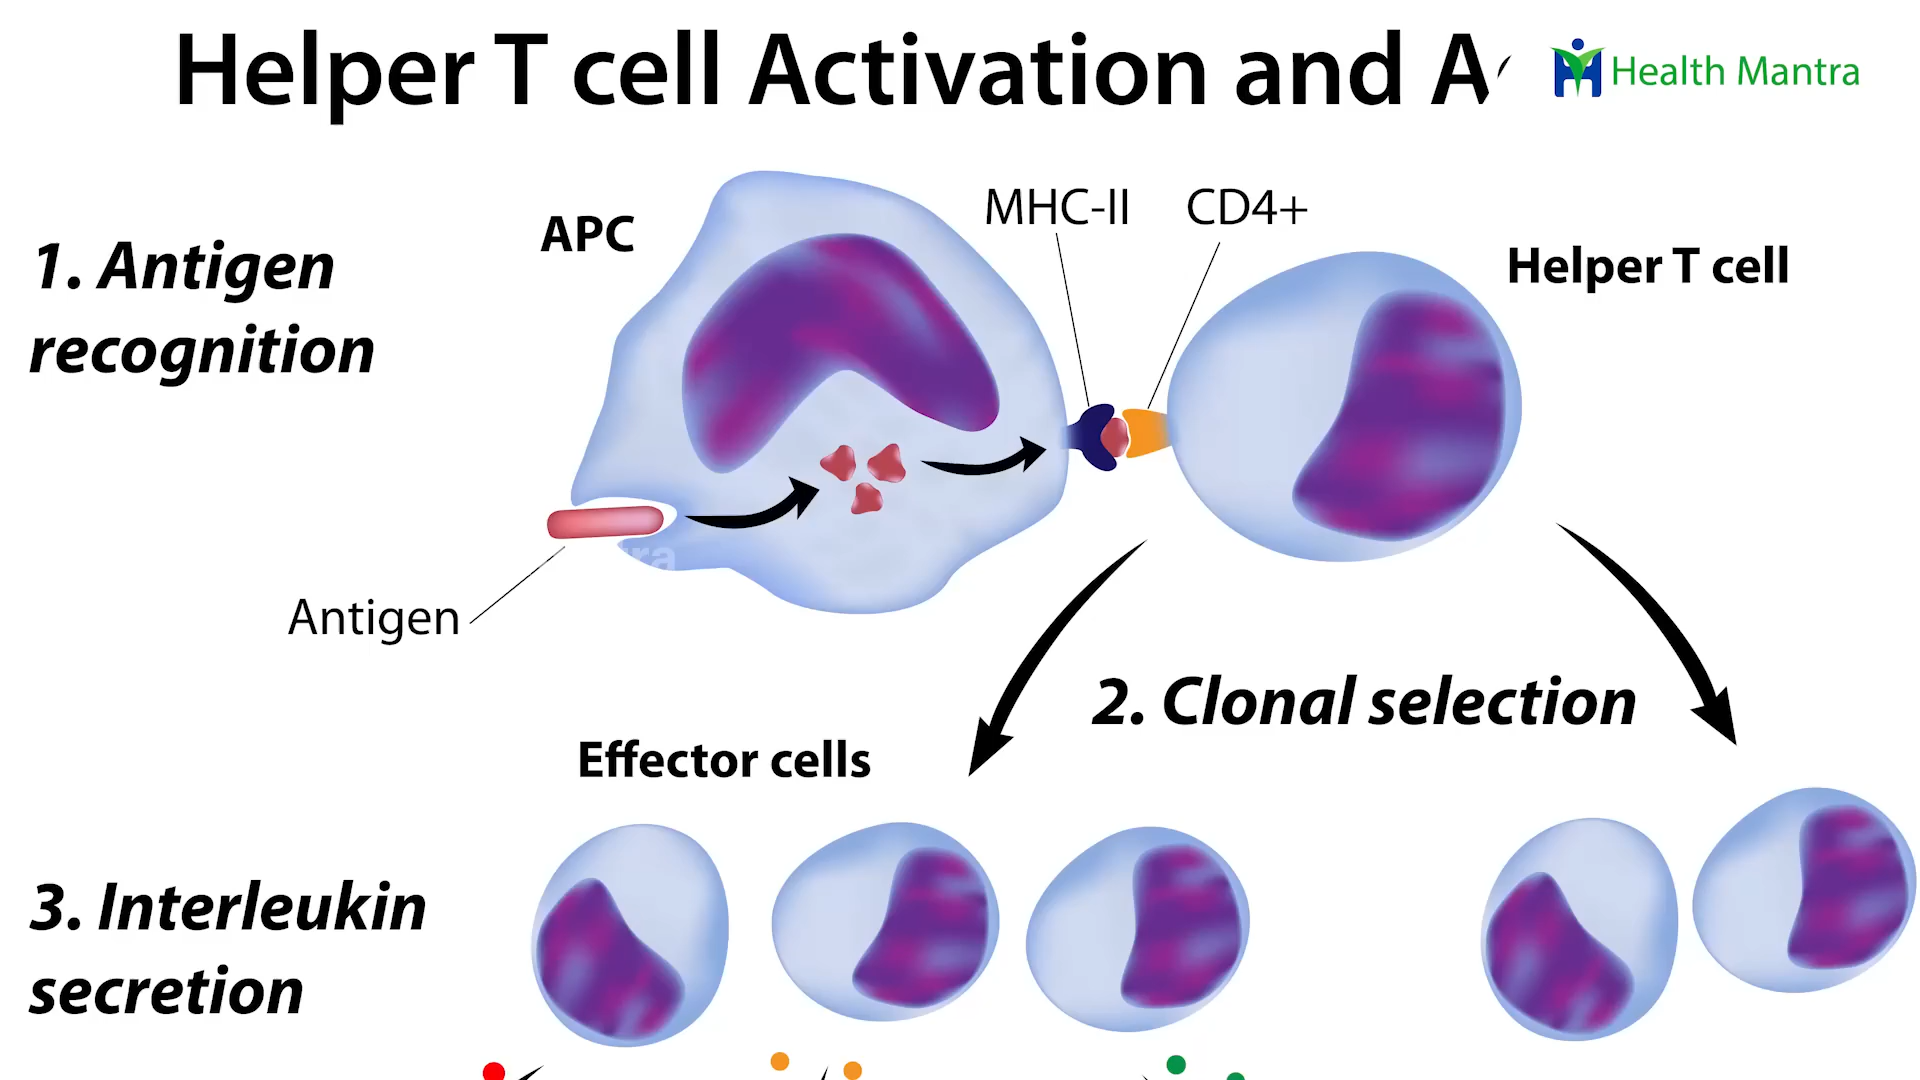 Helper T cell Activation and A
Health Mantra
MHC-II
CD4+
APC
Helper T cell
1. Antigen
recognition
Antigen
2. Clonal selection
Effector cells
3. Interleukin
secretion